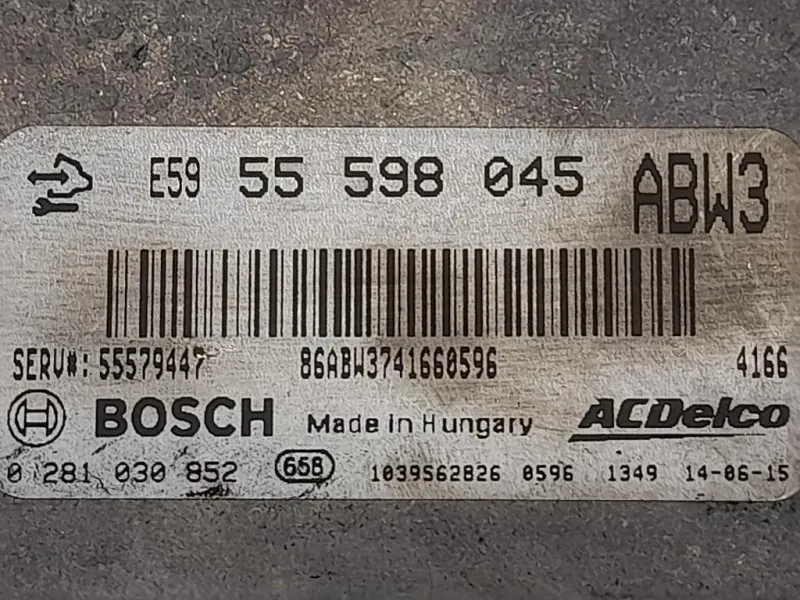 E59 55 598 045 ABW3
SERV#: 55579447 86ABW3741660596 4166
BOSCH Made in Hungary ACDelco
0 281 030 852 658 1039S62826 0596 1349 14-06-15